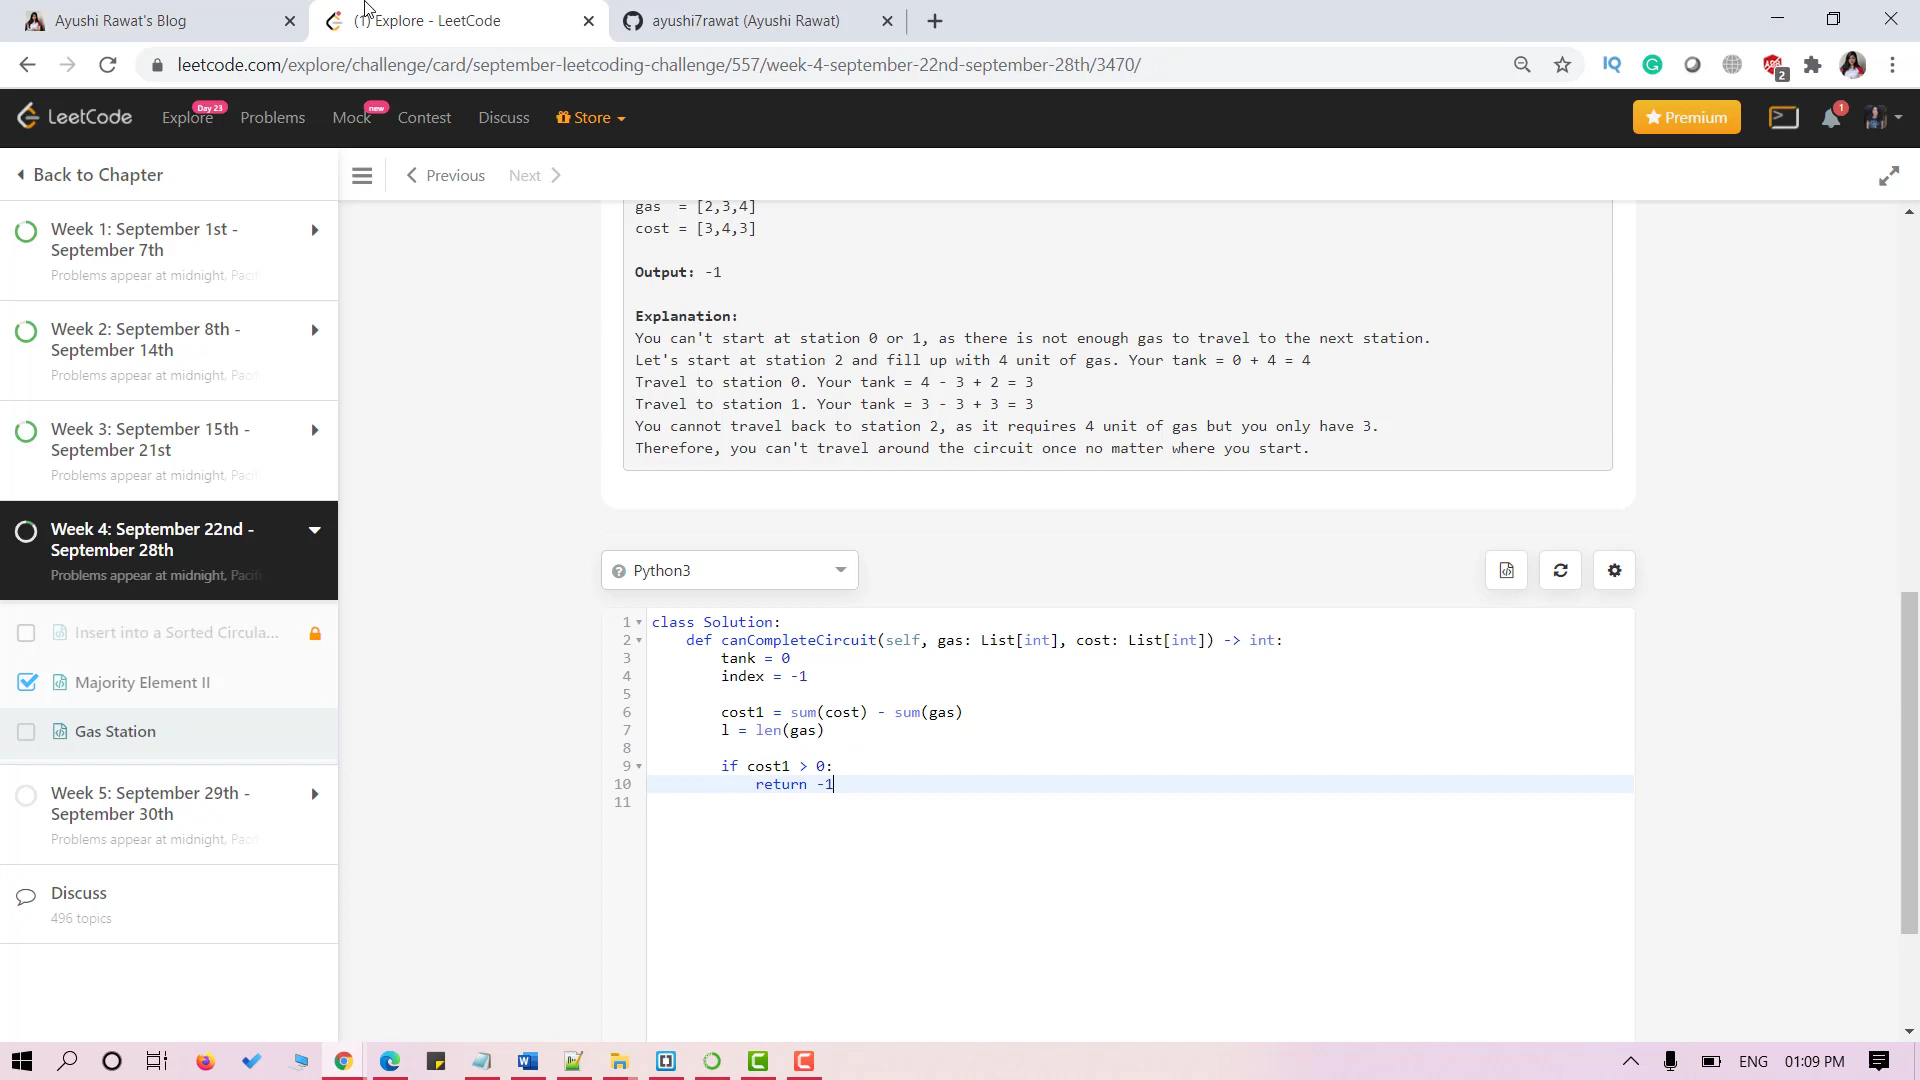 Ayushi Rawat's Blog
(1) Explore - LeetCode
ayushi7rawat (Ayushi Rawat)
leetcode.com/explore/challenge/card/september-leetcoding-challenge/557/week-4-september-22nd-september-28th/3470/
IQ
2
LeetCode
Explore
Day 23
Problems
Mock
new
Contest
Discuss
Store
Premium
1
Back to Chapter
Previous
Next
Week 1: September 1st -
September 7th
Problems appear at midnight,
Week 2: September 8th -
September 14th
Problems appear at midnight,
Week 3: September 15th -
September 21st
Problems appear at midnight,
Week 4: September 22nd -
September 28th
Problems appear at midnight,
Insert into a Sorted Circula...
Majority Element II
Gas Station
Week 5: September 29th -
September 30th
Problems appear at midnight,
Discuss
496 topics
gas  = [2,3,4]
cost = [3,4,3]
Output: -1
Explanation:
You can't start at station 0 or 1, as there is not enough gas to travel to the next station.
Let's start at station 2 and fill up with 4 unit of gas. Your tank = 0 + 4 = 4
Travel to station 0. Your tank = 4 - 3 + 2 = 3
Travel to station 1. Your tank = 3 - 3 + 3 = 3
You cannot travel back to station 2, as it requires 4 unit of gas but you only have 3.
Therefore, you can't travel around the circuit once no matter where you start.
Python3
1 class Solution:
2     def canCompleteCircuit(self, gas: List[int], cost: List[int]) -> int:
3         tank = 0
4         index = -1
5
6         cost1 = sum(cost) - sum(gas)
7         l = len(gas)
8
9         if cost1 > 0:
10             return -1
11
ENG
01:09 PM